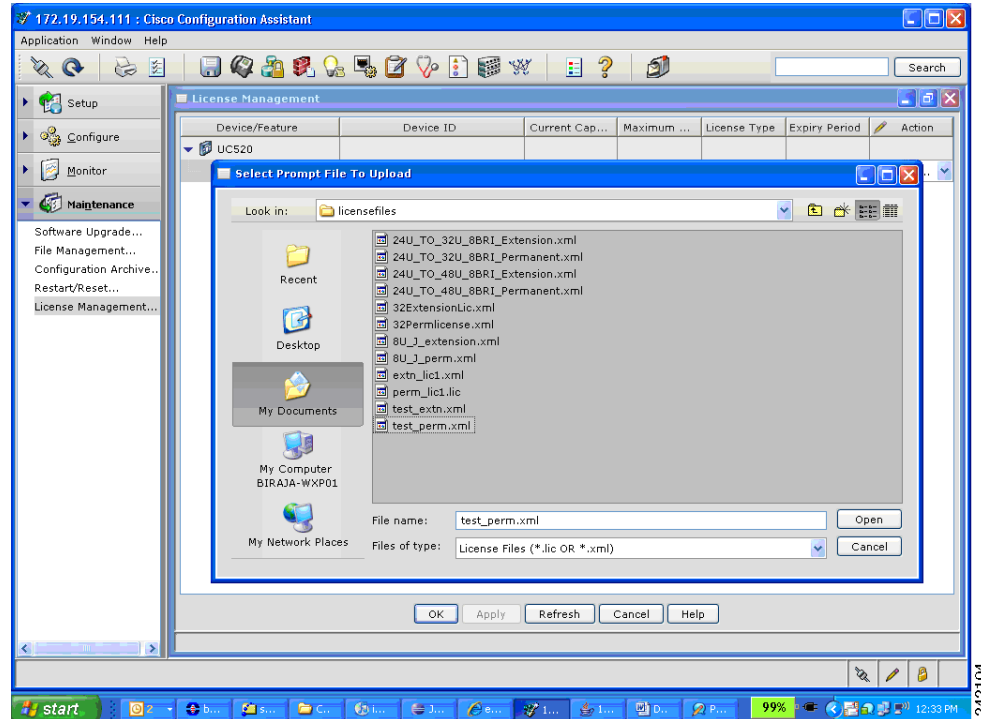 172.19.154.111 : Cisco Configuration Assistant
Application Window Help
Search
Setup
Configure
Monitor
Maintenance
Software Upgrade...
File Management...
Configuration Archive..
Restart/Reset...
License Management...
License Management
Device/Feature Device ID Current Cap... Maximum ... License Type Expiry Period Action
UC520
Select Prompt File To Upload
Look in: licensefiles
Recent
Desktop
My Documents
My Computer
BIRAJA-WXP01
My Network Places
24U_TO_32U_8BRI_Extension.xml
24U_TO_32U_8BRI_Permanent.xml
24U_TO_48U_8BRI_Extension.xml
24U_TO_48U_8BRI_Permanent.xml
32ExtensionLic.xml
32Permlicense.xml
8U_J_extension.xml
8U_J_perm.xml
extn_lic1.xml
perm_lic1.lic
test_extn.xml
test_perm.xml
File name: test_perm.xml Open
Files of type: License Files (*.lic OR *.xml) Cancel
OK Apply Refresh Cancel Help
start 2 b... s... C... i... J... e... 1... 1... D... P... 99% 12:33 PM